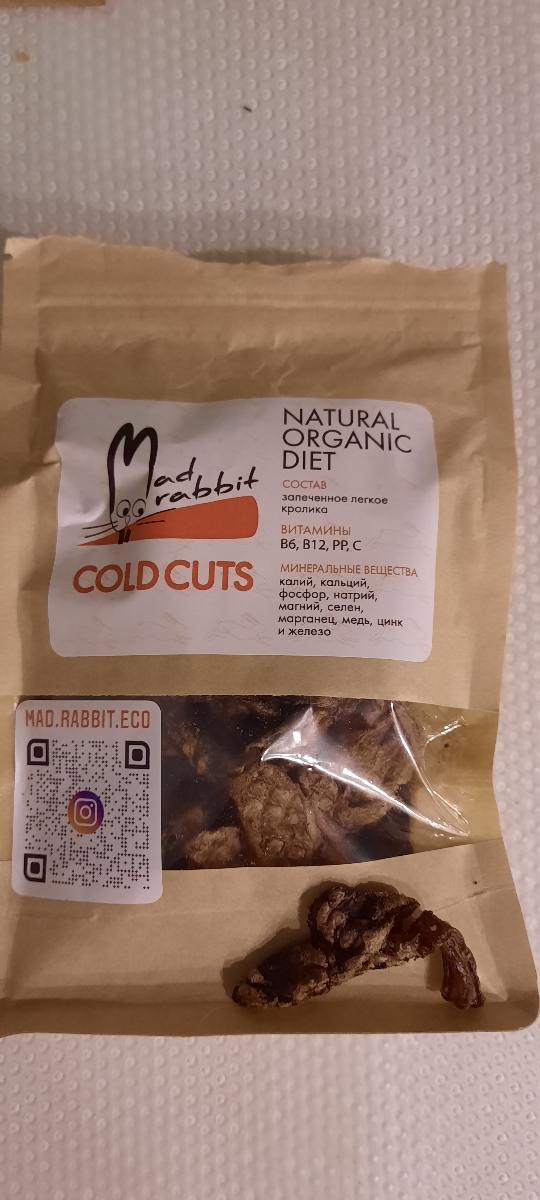 Mad
rabbit
COLD CUTS
NATURAL
ORGANIC
DIET
СОСТАВ
запеченное легкое
кролика
ВИТАМИНЫ
B6, B12, PP, C
МИНЕРАЛЬНЫЕ ВЕЩЕСТВА
калий, кальций,
фосфор, натрий,
магний, селен,
марганец, медь, цинк
и железо
MAD.RABBIT.ECO